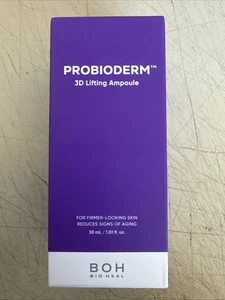 PROBIODERM™
3D Lifting Ampoule
FOR FIRMER-LOOKING SKIN
REDUCES SIGNS OF AGING
30 mL / 1.01 fl. oz.
BOH
BIO HEAL